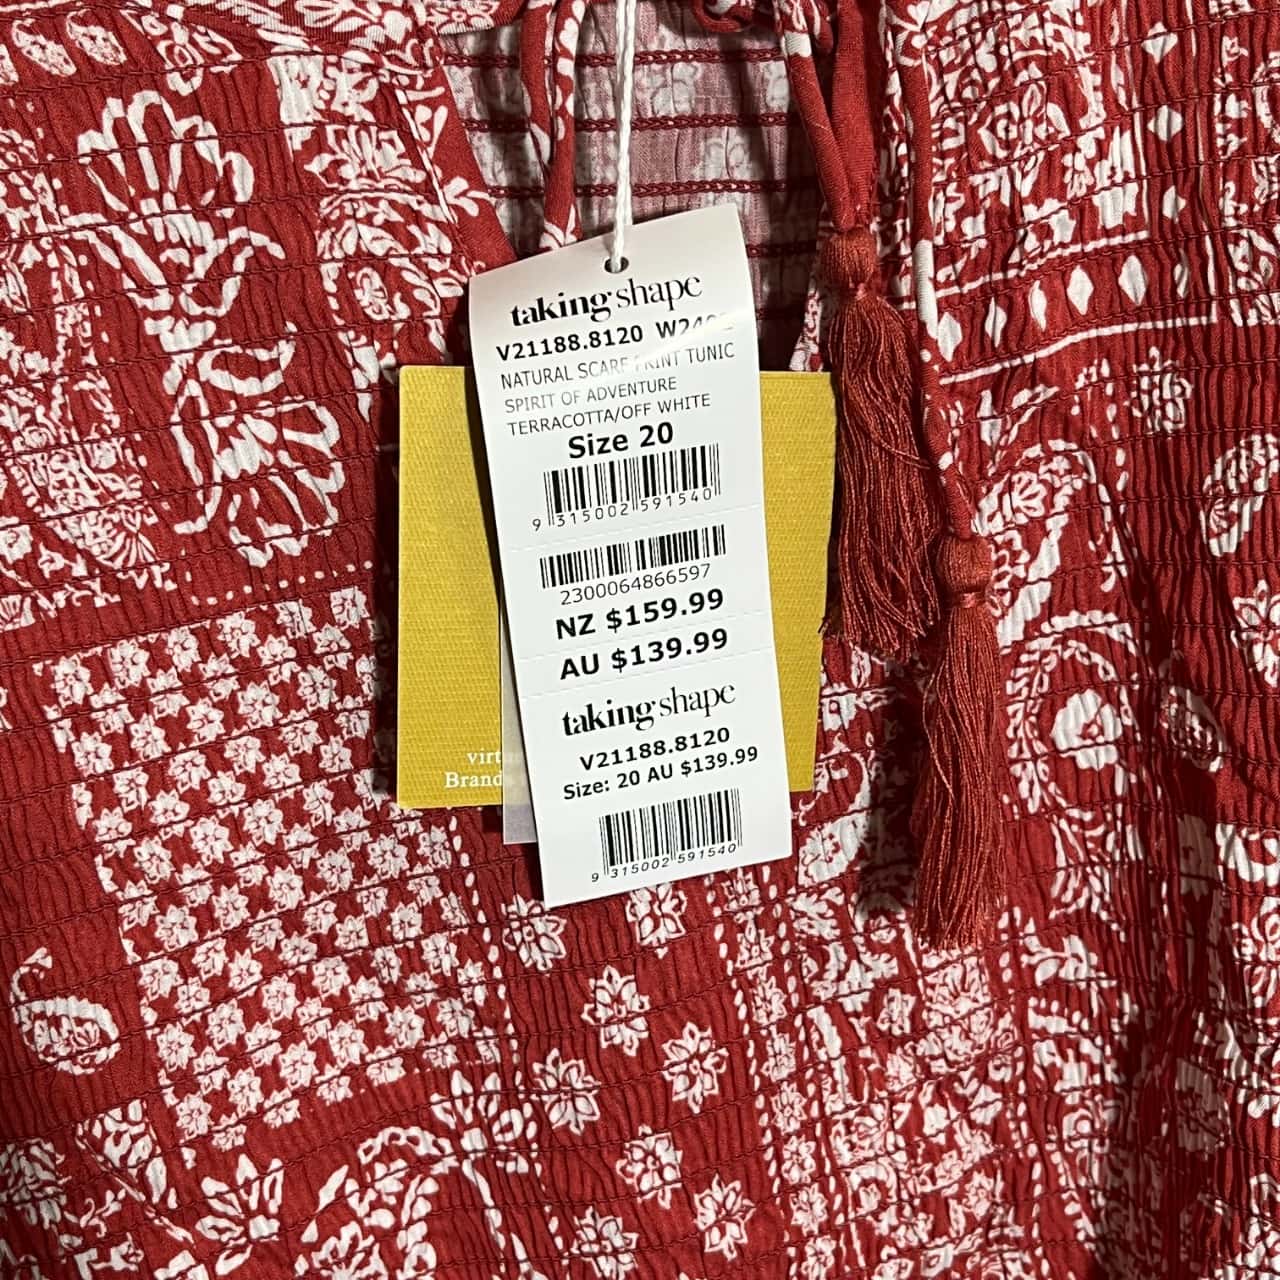 taking shape
V21188.8120
NATURAL SCARF PRINT TUNIC
SPIRIT OF ADVENTURE
TERRACOTTA/OFF WHITE
Size 20
9 315002 591540
2300064866597
NZ $159.99
AU $139.99
taking shape
V21188.8120
Size: 20 AU $139.99
9 315002 591540